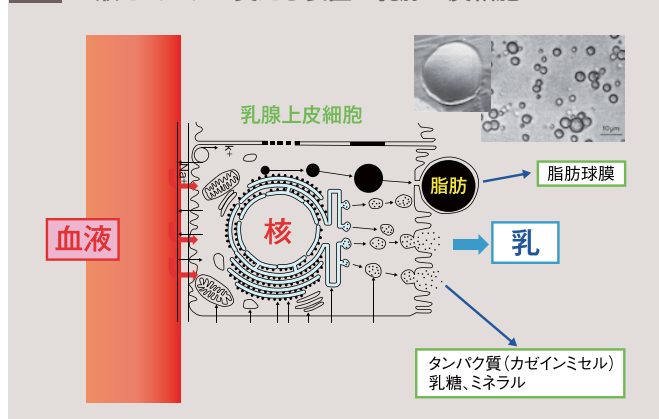 乳腺上皮細胞
10μm
K+
Na+
脂肪
脂肪球膜
血液
核
乳
タンパク質（カゼインミセル）
乳糖、ミネラル